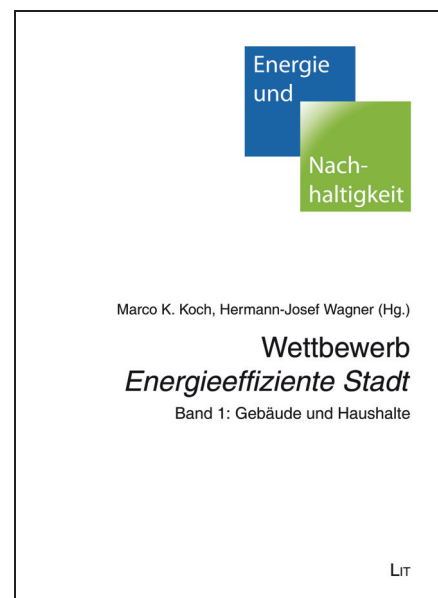 Energie
und
Nach-
haltigkeit
Marco K. Koch, Hermann-Josef Wagner (Hg.)
Wettbewerb
Energieeffiziente Stadt
Band 1: Gebäude und Haushalte
LIT